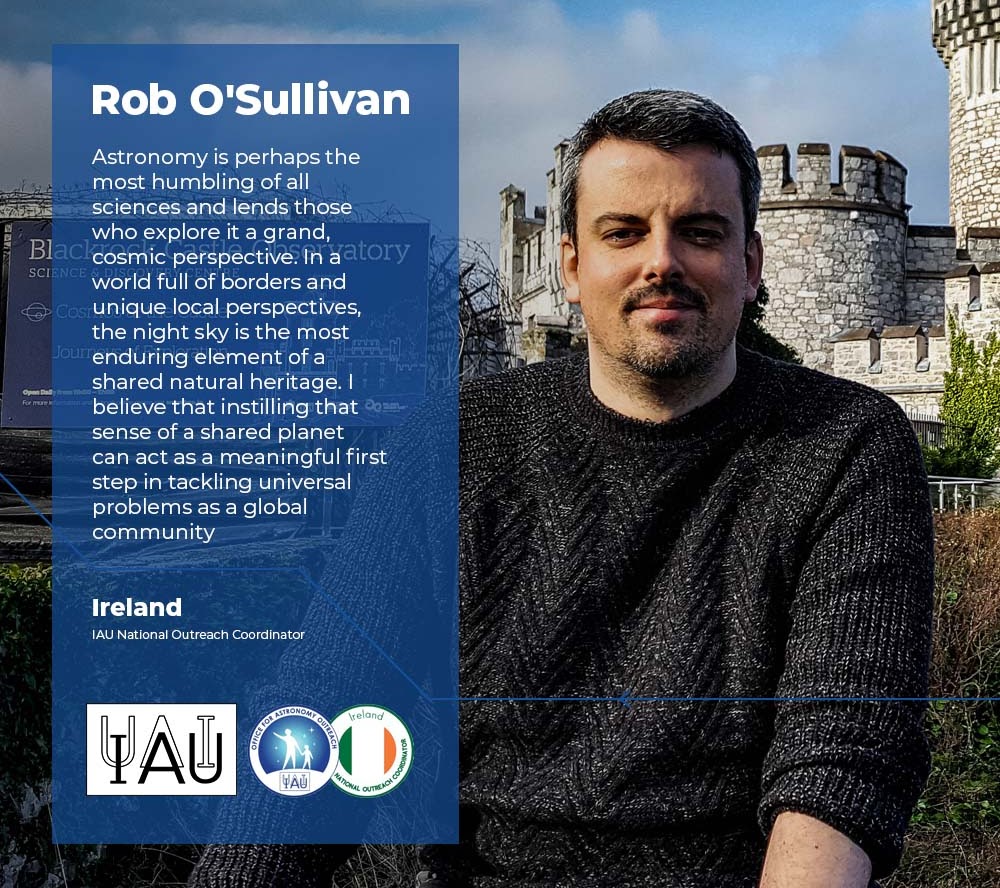 Rob O'Sullivan
Astronomy is perhaps the
most humbling of all
sciences and lends those
who explore it a grand,
cosmic perspective. In a
world full of borders and
unique local perspectives,
the night sky is the most
enduring element of a
shared natural heritage. I
believe that instilling that
sense of a shared planet
can act as a meaningful first
step in tackling universal
problems as a global
community
Ireland
IAU National Outreach Coordinator
UAI
IAU
OFFICE FOR ASTRONOMY OUTREACH
UAI
IAU
Ireland
NATIONAL OUTREACH COORDINATOR
Blackrock Castle Observatory
SCIENCE & DISCOVERY CENTRE